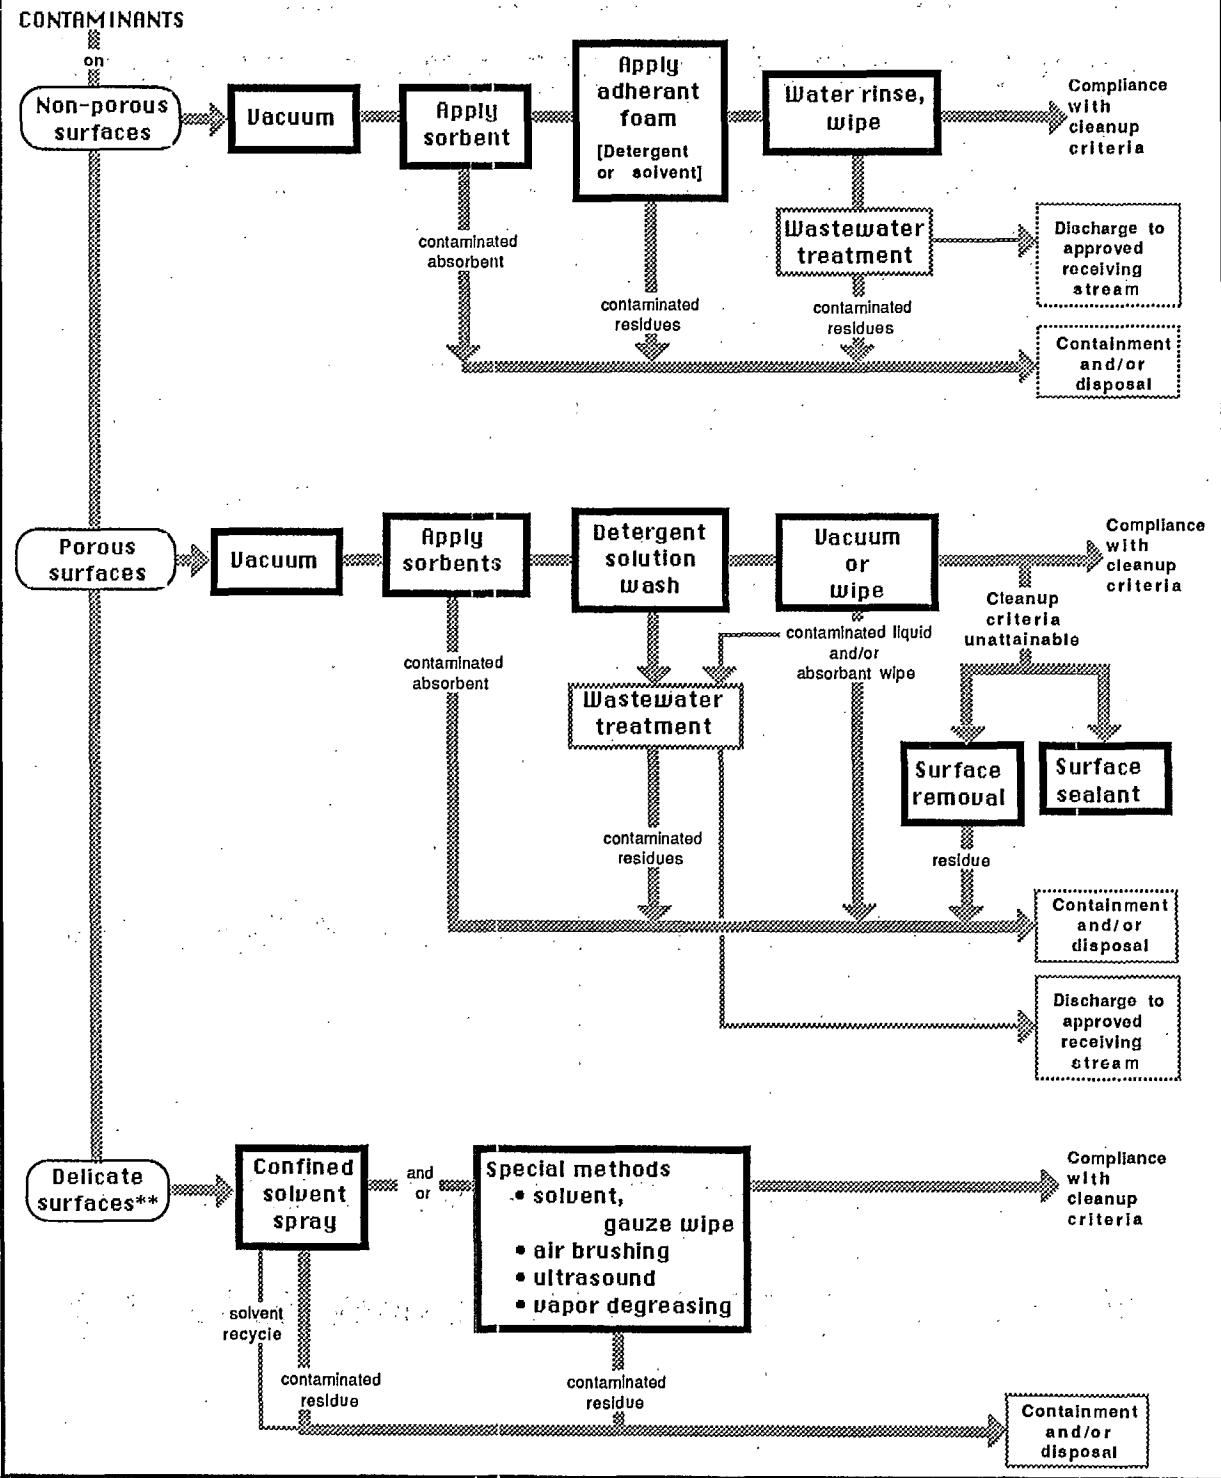 CONTAMINANTS
on
Non-porous
surfaces
Vacuum
Apply
sorbent
Apply
adherant
foam
[Detergent
or solvent]
Water rinse,
wipe
Compliance
with
cleanup
criteria
contaminated
absorbent
contaminated
residues
Wastewater
treatment
contaminated
residues
Discharge to
approved
receiving
stream
Containment
and/or
disposal
Porous
surfaces
Vacuum
Apply
sorbents
Detergent
solution
wash
Vacuum
or
wipe
Compliance
with
cleanup
criteria
Cleanup
criteria
unattainable
contaminated
absorbent
contaminated liquid
and/or
absorbant wipe
Wastewater
treatment
Surface
removal
Surface
sealant
contaminated
residues
residue
Containment
and/or
disposal
Discharge to
approved
receiving
stream
Delicate
surfaces**
Confined
solvent
spray
and
or
Special methods
• solvent,
gauze wipe
• air brushing
• ultrasound
• vapor degreasing
Compliance
with
cleanup
criteria
solvent
recycle
contaminated
residue
contaminated
residue
Containment
and/or
disposal